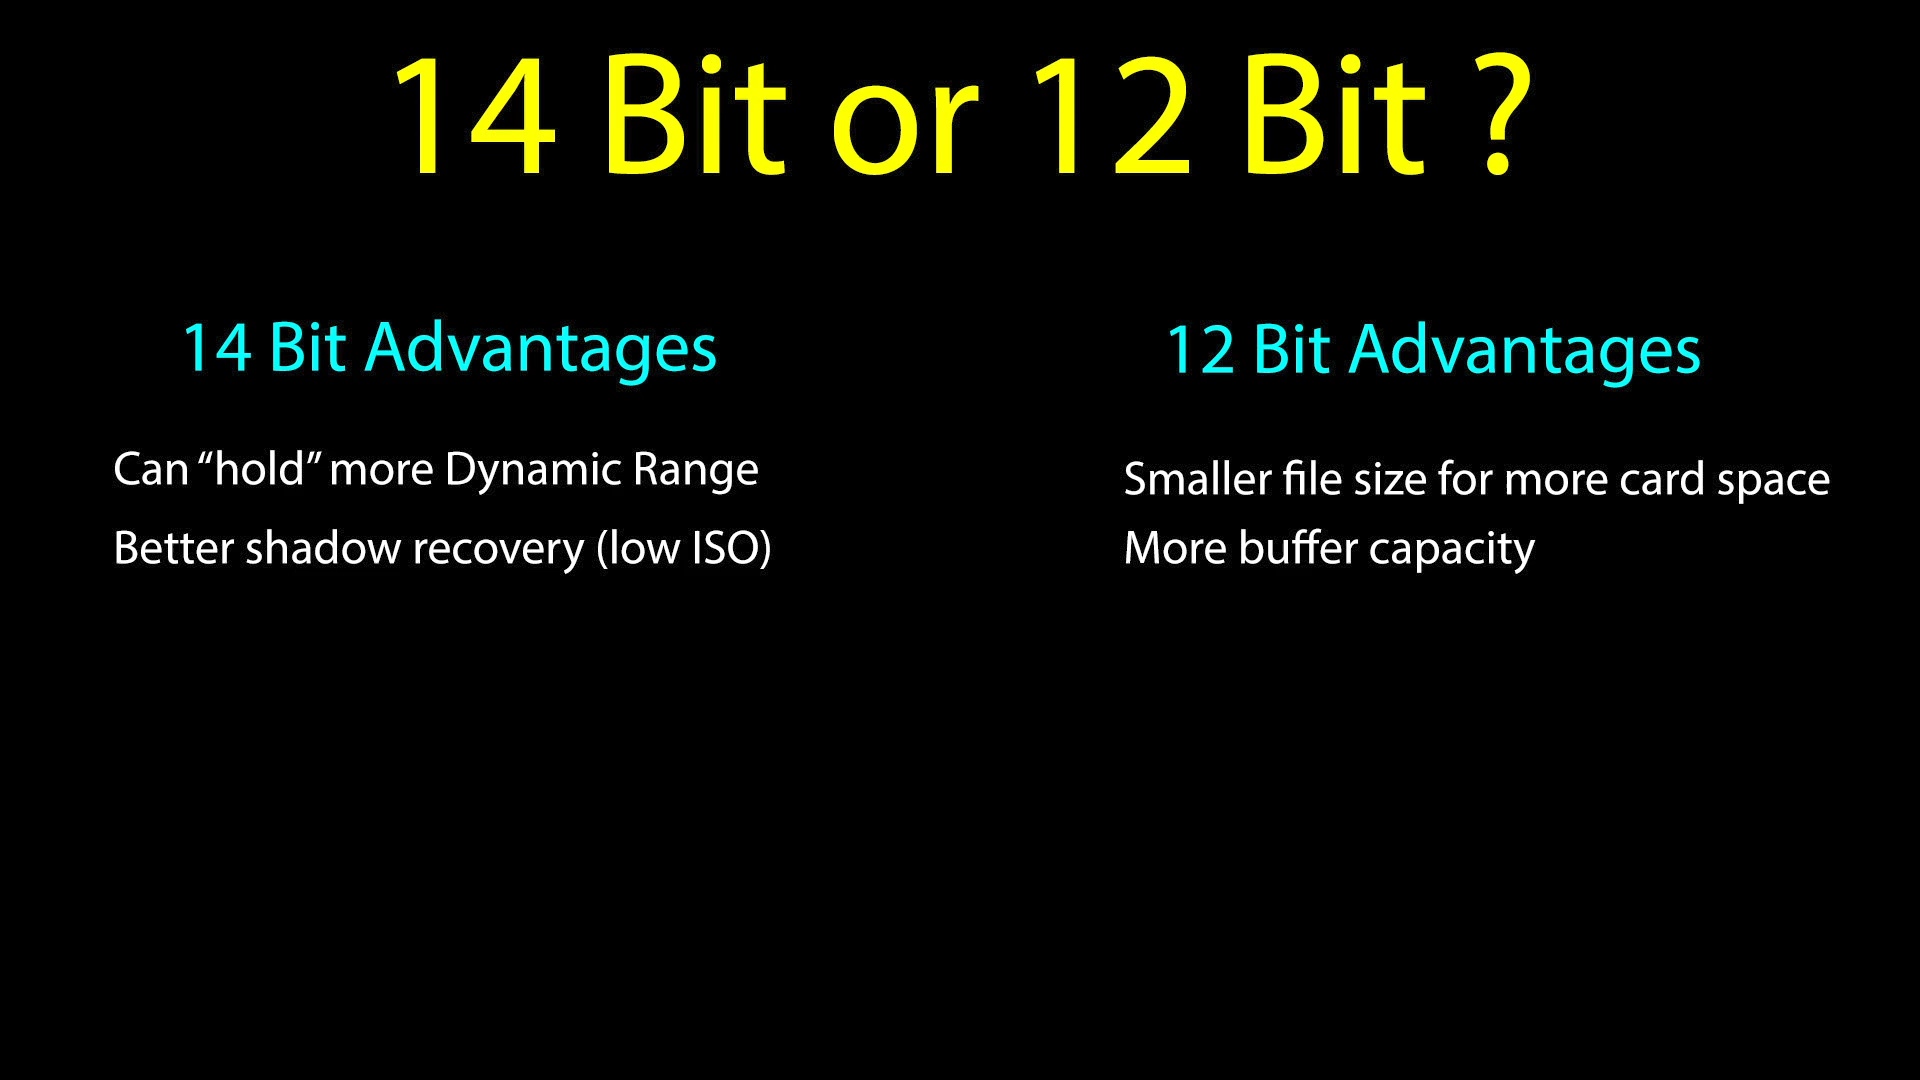 14 Bit or 12 Bit ?
14 Bit Advantages
Can “hold” more Dynamic Range
Better shadow recovery (low ISO)
12 Bit Advantages
Smaller file size for more card space
More buffer capacity